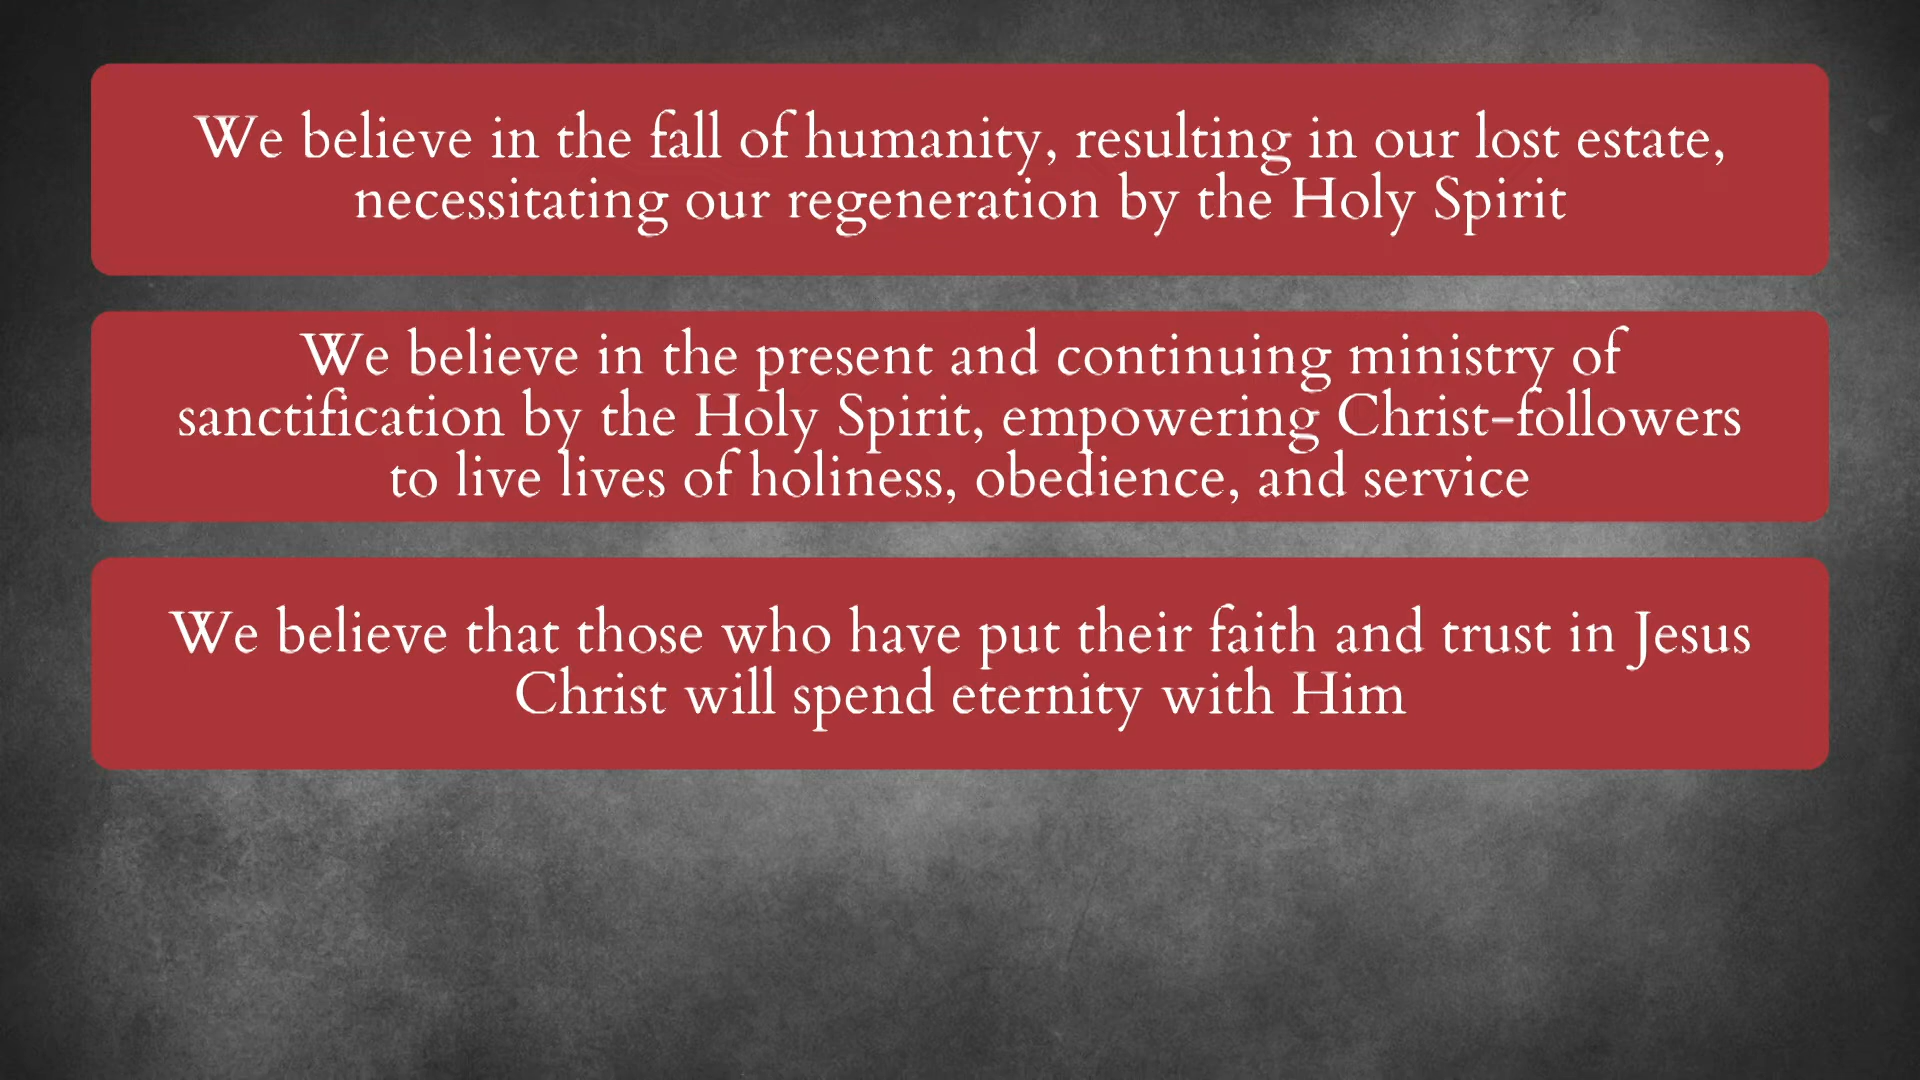 We believe in the fall of humanity, resulting in our lost estate,
necessitating our regeneration by the Holy Spirit
We believe in the present and continuing ministry of
sanctification by the Holy Spirit, empowering Christ-followers
to live lives of holiness, obedience, and service
We believe that those who have put their faith and trust in Jesus
Christ will spend eternity with Him